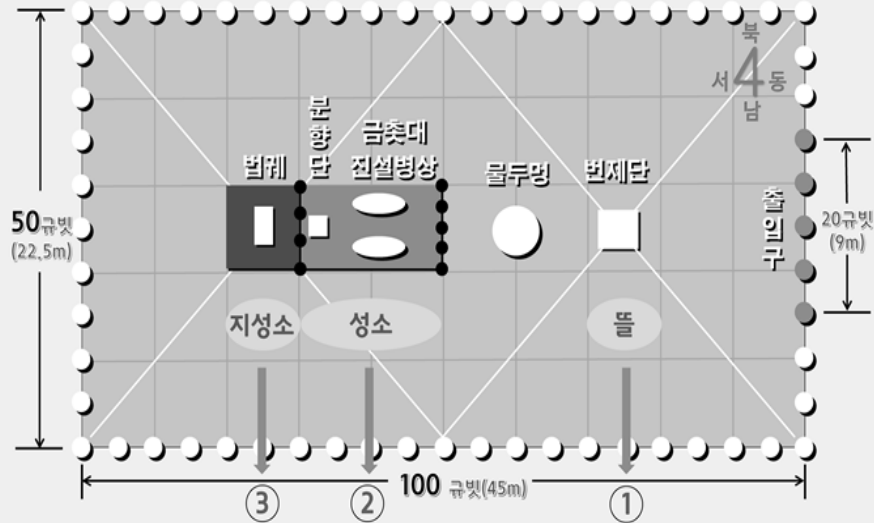 북
서 4 동
남
분향단
금촛대
법궤
진설병상
물두멍
번제단
출입구
50규빗
(22.5m)
20규빗
(9m)
지성소
성소
뜰
100 규빗(45m)
③
②
①